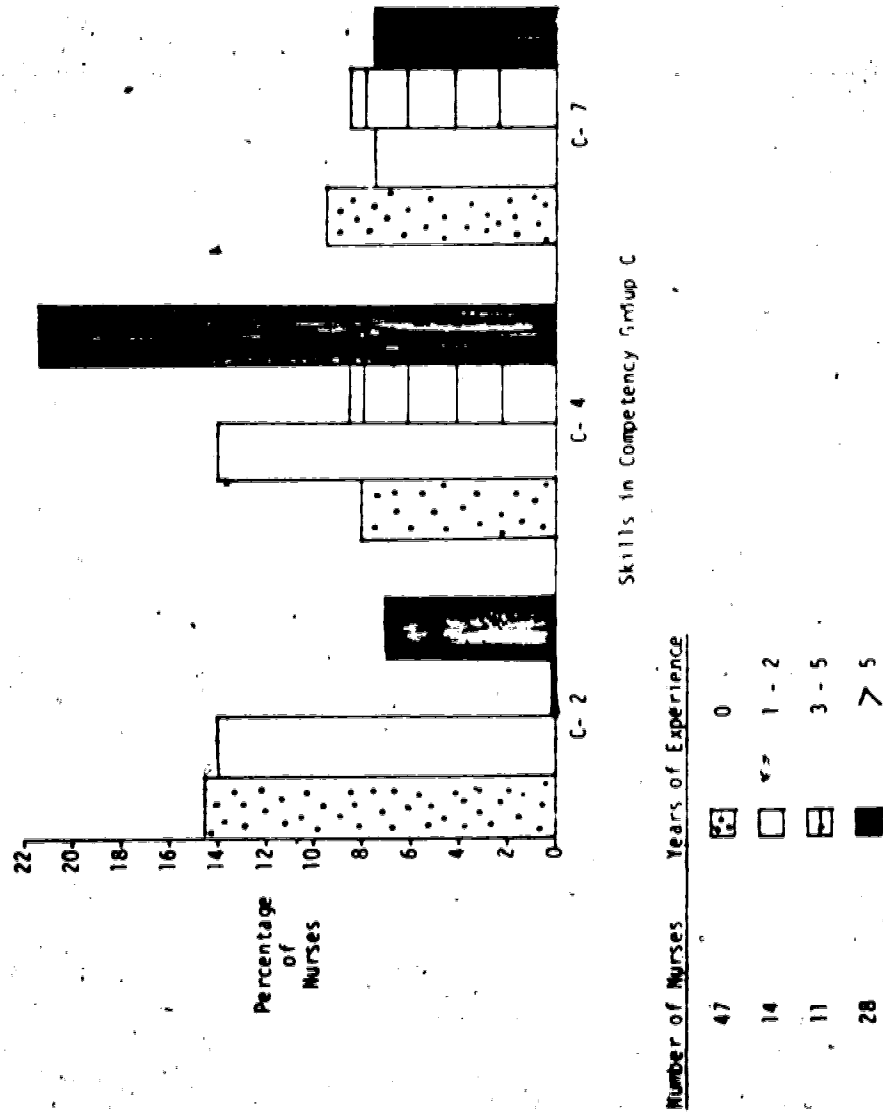 22
20
18
16
14
12
10
8
6
4
2
0
Percentage
of
Nurses
C-2
C-4
C-7
Skills in Competency Group C
Number of Nurses Years of Experience
47 0
14 1 - 2
11 3 - 5
28 > 5